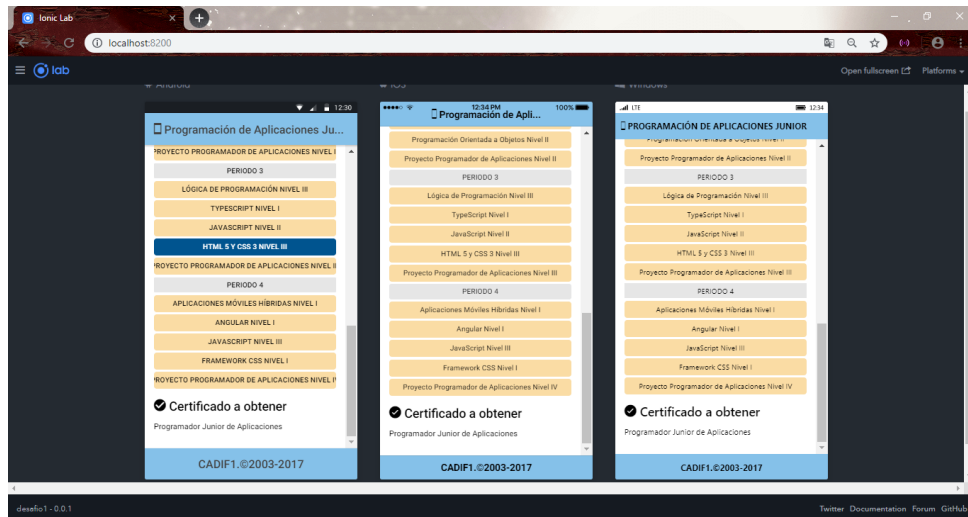 Ionic Lab
localhost:8200
lab
Open fullscreen
Platforms
Android
iOS
Windows
12:30
Programación de Aplicaciones Ju...
PROYECTO PROGRAMADOR DE APLICACIONES NIVEL I
PERIODO 3
LÓGICA DE PROGRAMACIÓN NIVEL III
TYPESCRIPT NIVEL I
JAVASCRIPT NIVEL II
HTML 5 Y CSS 3 NIVEL III
PROYECTO PROGRAMADOR DE APLICACIONES NIVEL II
PERIODO 4
APLICACIONES MÓVILES HÍBRIDAS NIVEL I
ANGULAR NIVEL I
JAVASCRIPT NIVEL III
FRAMEWORK CSS NIVEL I
PROYECTO PROGRAMADOR DE APLICACIONES NIVEL IV
Certificado a obtener
Programador Junior de Aplicaciones
CADIF1.©2003-2017
12:34 PM
100%
Programación de Apli...
Programación Orientada a Objetos Nivel II
Proyecto Programador de Aplicaciones Nivel II
PERIODO 3
Lógica de Programación Nivel III
TypeScript Nivel I
JavaScript Nivel II
HTML 5 y CSS 3 Nivel III
Proyecto Programador de Aplicaciones Nivel III
PERIODO 4
Aplicaciones Móviles Híbridas Nivel I
Angular Nivel I
JavaScript Nivel III
Framework CSS Nivel I
Proyecto Programador de Aplicaciones Nivel IV
Certificado a obtener
Programador Junior de Aplicaciones
CADIF1.©2003-2017
LTE
12:34
PROGRAMACIÓN DE APLICACIONES JUNIOR
Programación Orientada a Objetos Nivel II
Proyecto Programador de Aplicaciones Nivel II
PERIODO 3
Lógica de Programación Nivel III
TypeScript Nivel I
JavaScript Nivel II
HTML 5 y CSS 3 Nivel III
Proyecto Programador de Aplicaciones Nivel III
PERIODO 4
Aplicaciones Móviles Híbridas Nivel I
Angular Nivel I
JavaScript Nivel III
Framework CSS Nivel I
Proyecto Programador de Aplicaciones Nivel IV
Certificado a obtener
Programador Junior de Aplicaciones
CADIF1.©2003-2017
desafio1 - 0.0.1
Twitter Documentation Forum GitHub